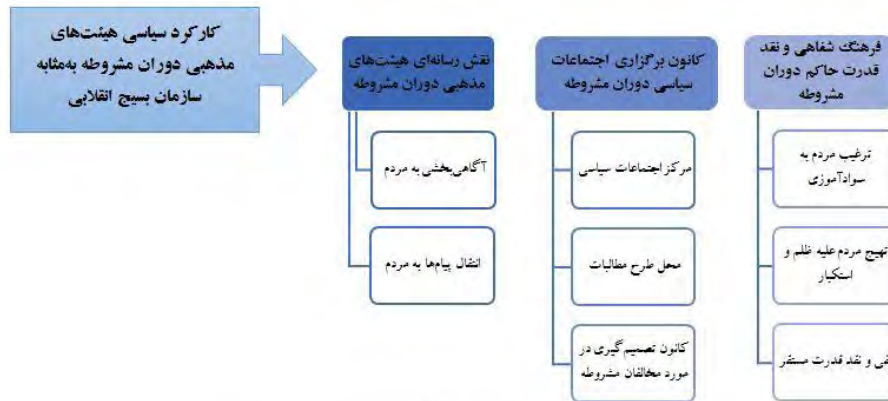 کارکرد سیاسی هیئت‌های
مذهبی دوران مشروطه به‌مثابه
سازمان بسیج انقلابی
نقش رسانه‌ای هیئت‌های
مذهبی دوران مشروطه
آگاهی‌بخشی به مردم
انتقال پیام‌ها به مردم
کانون برگزاری اجتماعات
سیاسی دوران مشروطه
مرکز اجتماعات سیاسی
محل طرح مطالبات
کانون تصمیم‌گیری در
مورد مخالفان مشروطه
فرهنگ شفاهی و نقد
قدرت حاکم دوران
مشروطه
ترغیب مردم به
سوادآموزی
تهیج مردم علیه ظلم و
استکبار
و نقد قدرت مستقر